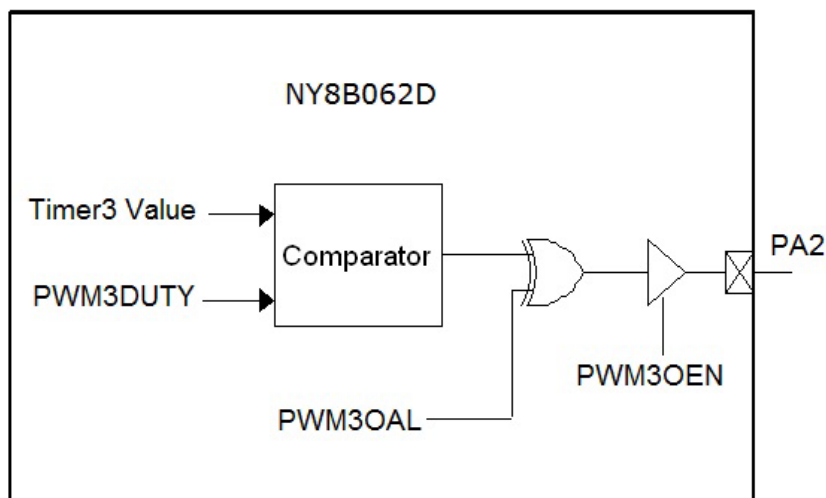 NY8B062D
Timer3 Value
Comparator
PA2
PWM3DUTY
PWM3OEN
PWM3OAL